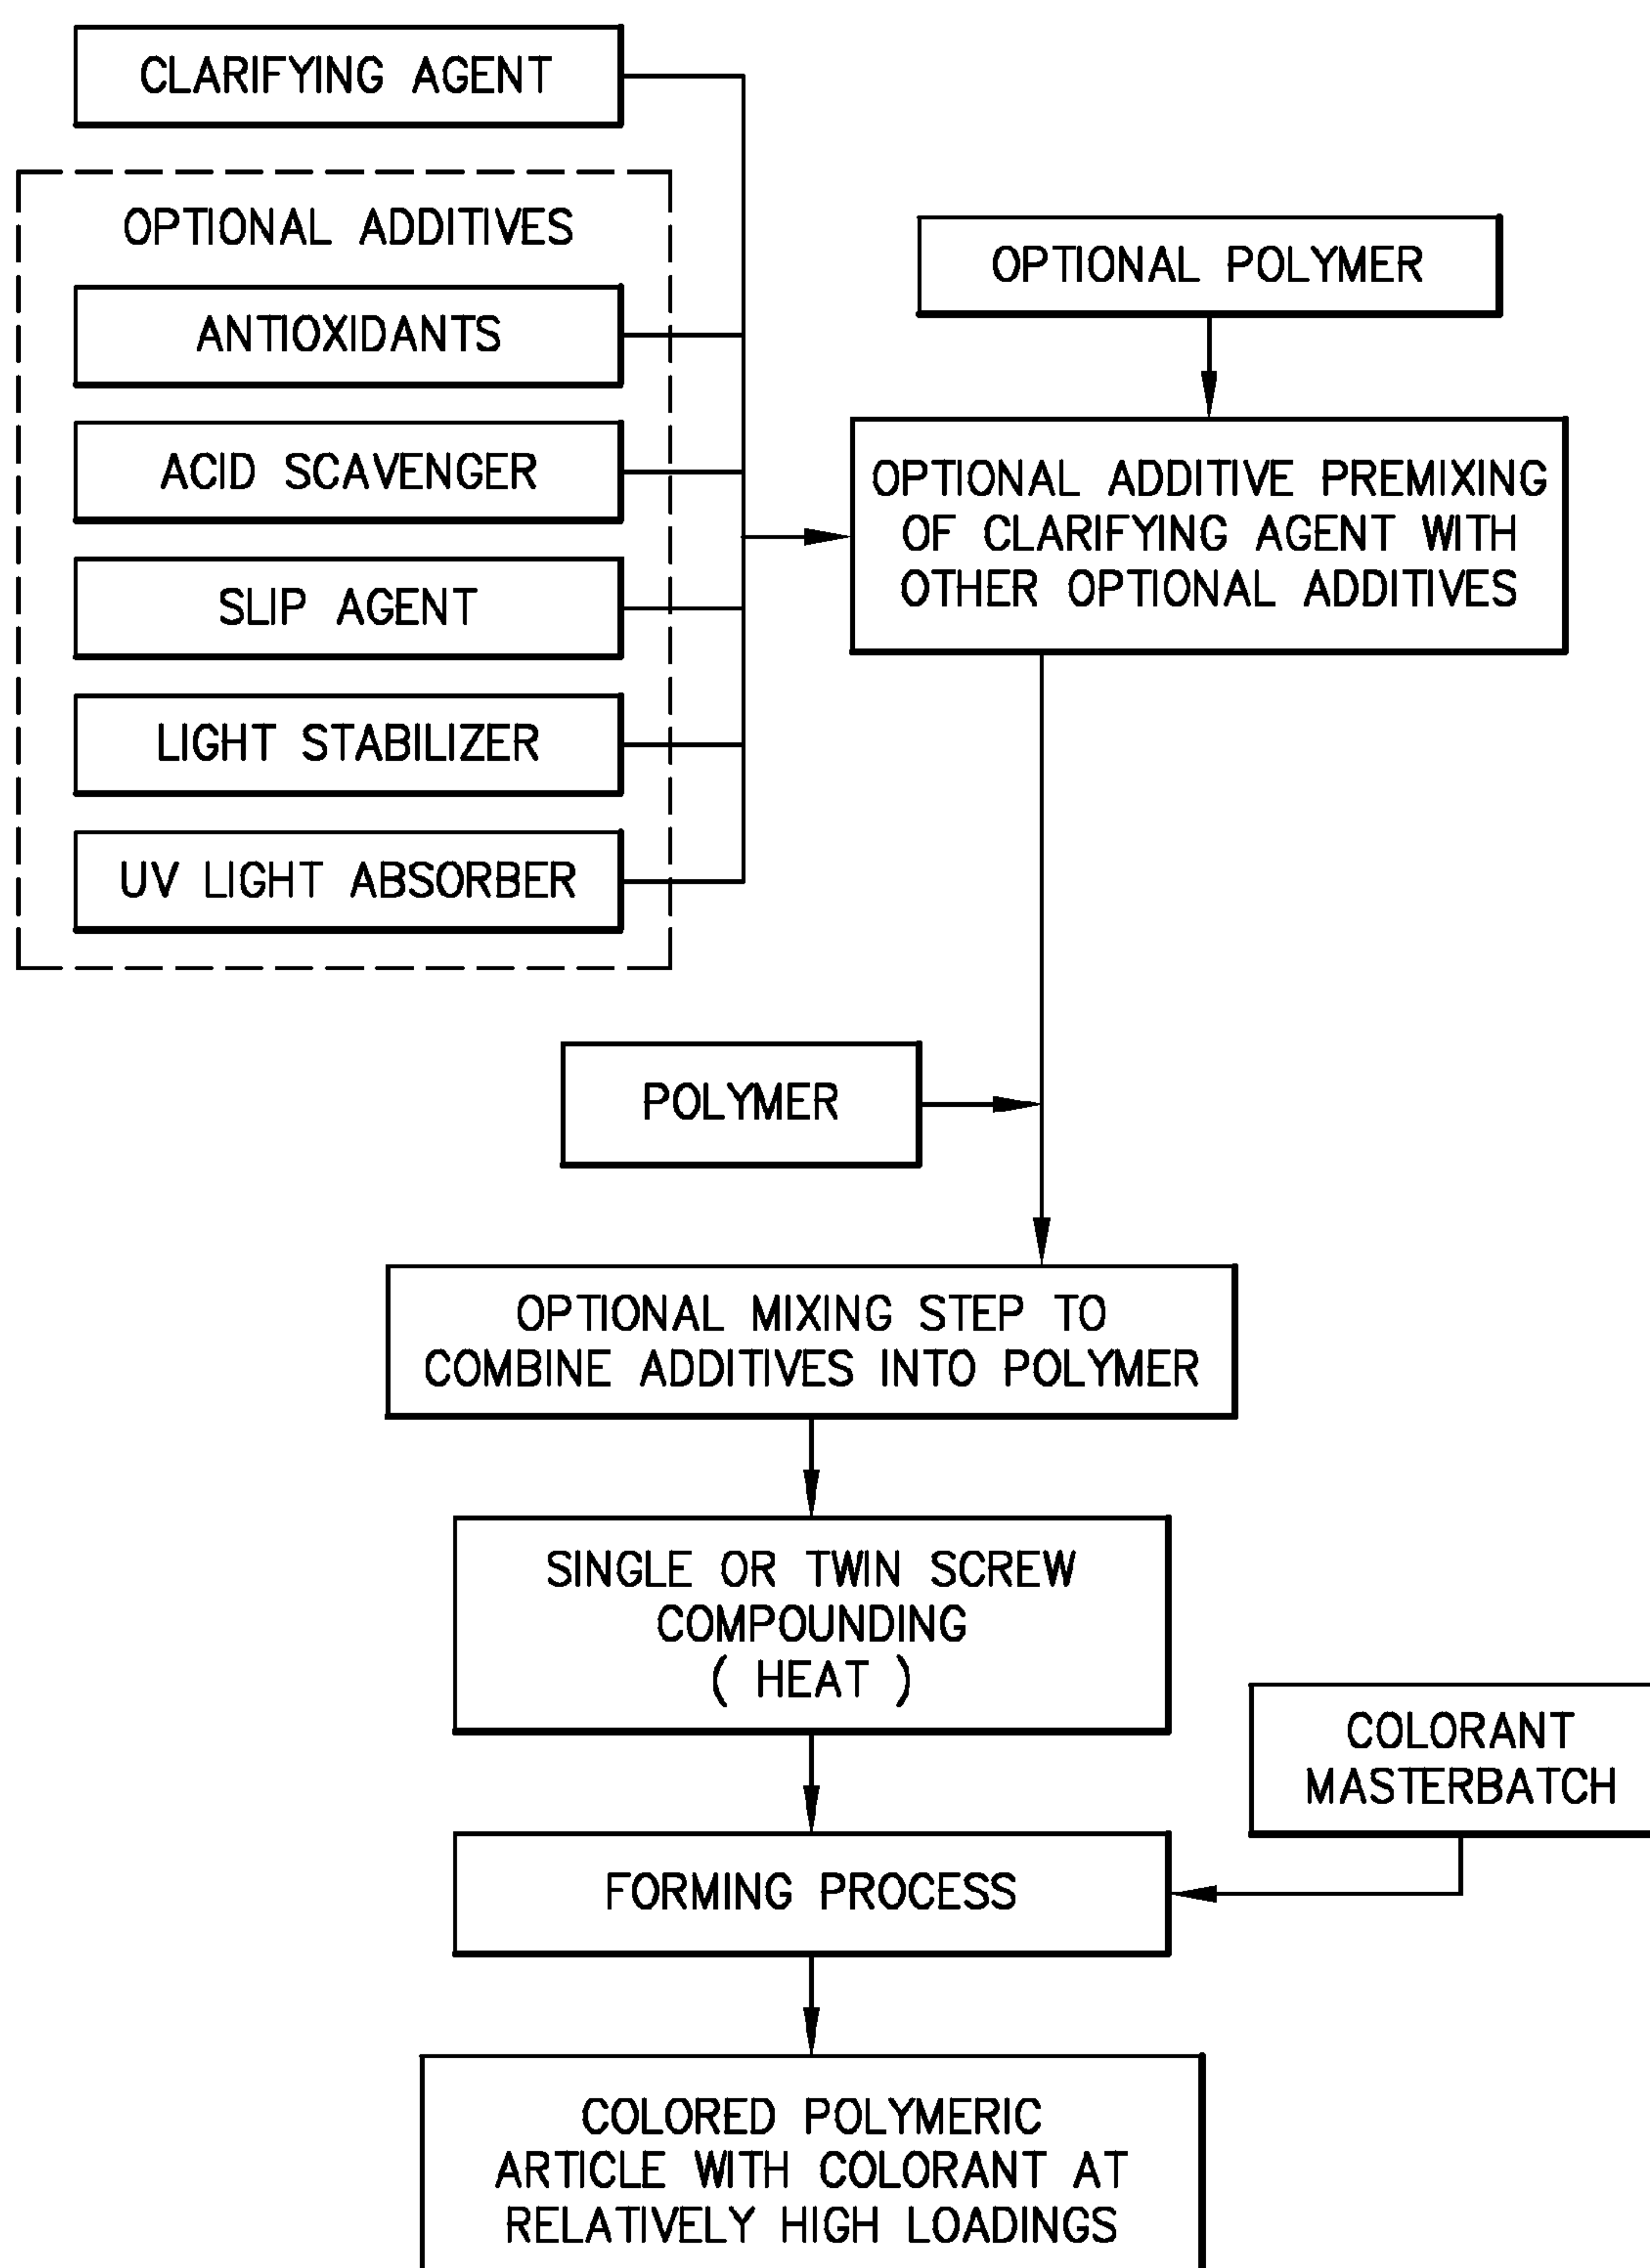 CLARIFYING AGENT
OPTIONAL ADDITIVES
ANTIOXIDANTS
ACID SCAVENGER
SLIP AGENT
LIGHT STABILIZER
UV LIGHT ABSORBER
OPTIONAL POLYMER
OPTIONAL ADDITIVE PREMIXING
OF CLARIFYING AGENT WITH
OTHER OPTIONAL ADDITIVES
POLYMER
OPTIONAL MIXING STEP TO
COMBINE ADDITIVES INTO POLYMER
SINGLE OR TWIN SCREW
COMPOUNDING
( HEAT )
COLORANT
MASTERBATCH
FORMING PROCESS
COLORED POLYMERIC
ARTICLE WITH COLORANT AT
RELATIVELY HIGH LOADINGS